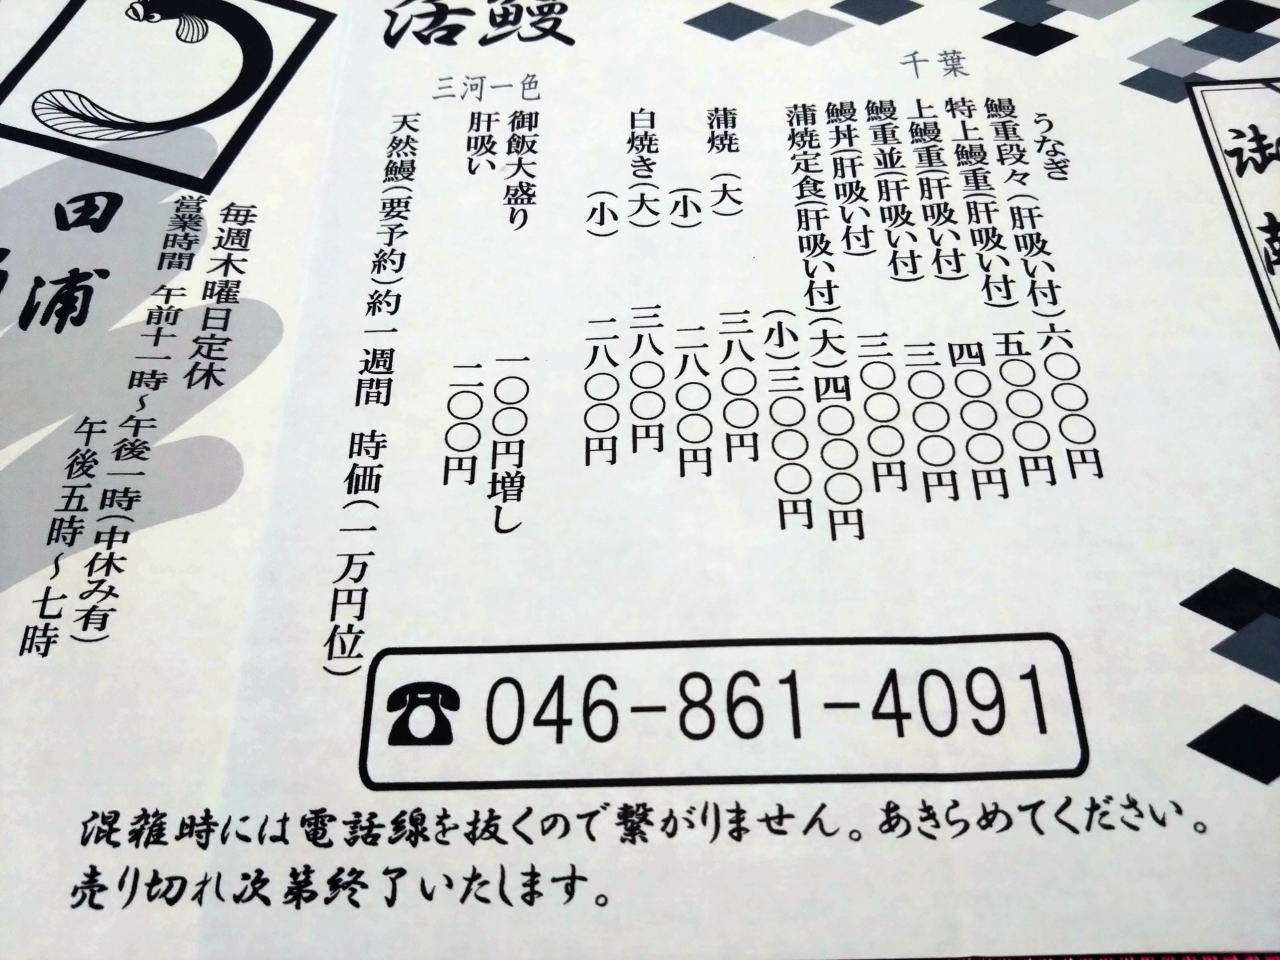 活鰻
千葉
うなぎ
鰻重段々(肝吸い付)六〇〇〇円
特上鰻重(肝吸い付)五〇〇〇円
上鰻重(肝吸い付)四〇〇〇円
鰻重並(肝吸い付)三〇〇〇円
鰻丼(肝吸い付)三〇〇〇円
蒲焼定食(肝吸い付)(大)四〇〇〇円
(小)三〇〇〇円
蒲焼(大)三八〇〇円
(小)二八〇〇円
白焼き(大)三八〇〇円
(小)二八〇〇円
三河一色
御飯大盛り 一〇〇円増し
肝吸い 二〇〇円
天然鰻(要予約)約一週間 時価(一万円位)
毎週木曜日定休
営業時間 午前十一時~午後一時(中休み有)
午後五時~七時
田浦
046-861-4091
混雑時には電話線を抜くので繋がりません。あきらめてください。
売り切れ次第終了いたします。